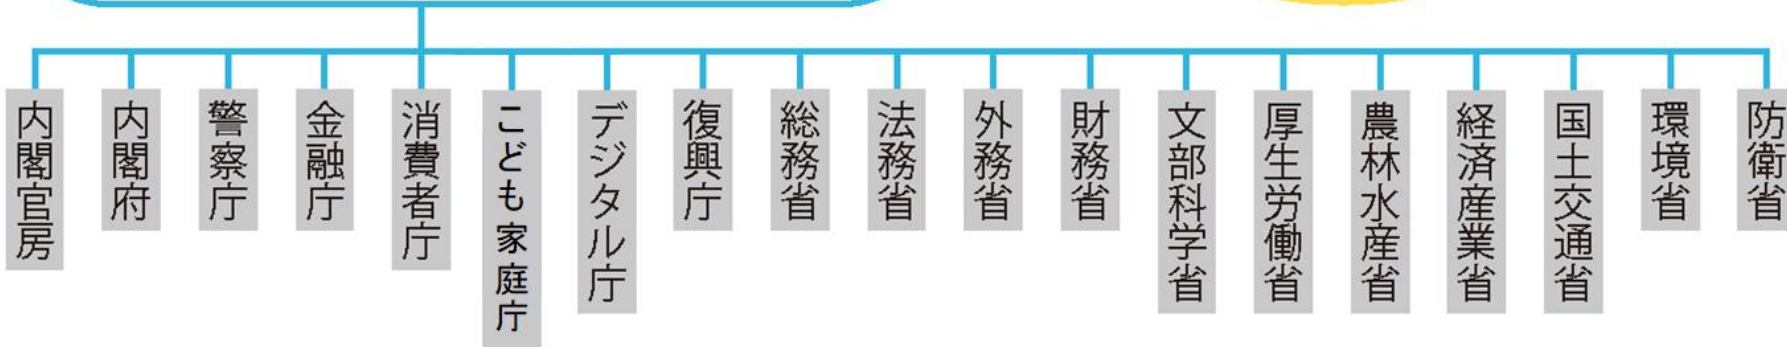 内閣官房
内閣府
警察庁
金融庁
消費者庁
こども家庭庁
デジタル庁
復興庁
総務省
法務省
外務省
財務省
文部科学省
厚生労働省
農林水産省
経済産業省
国土交通省
環境省
防衛省